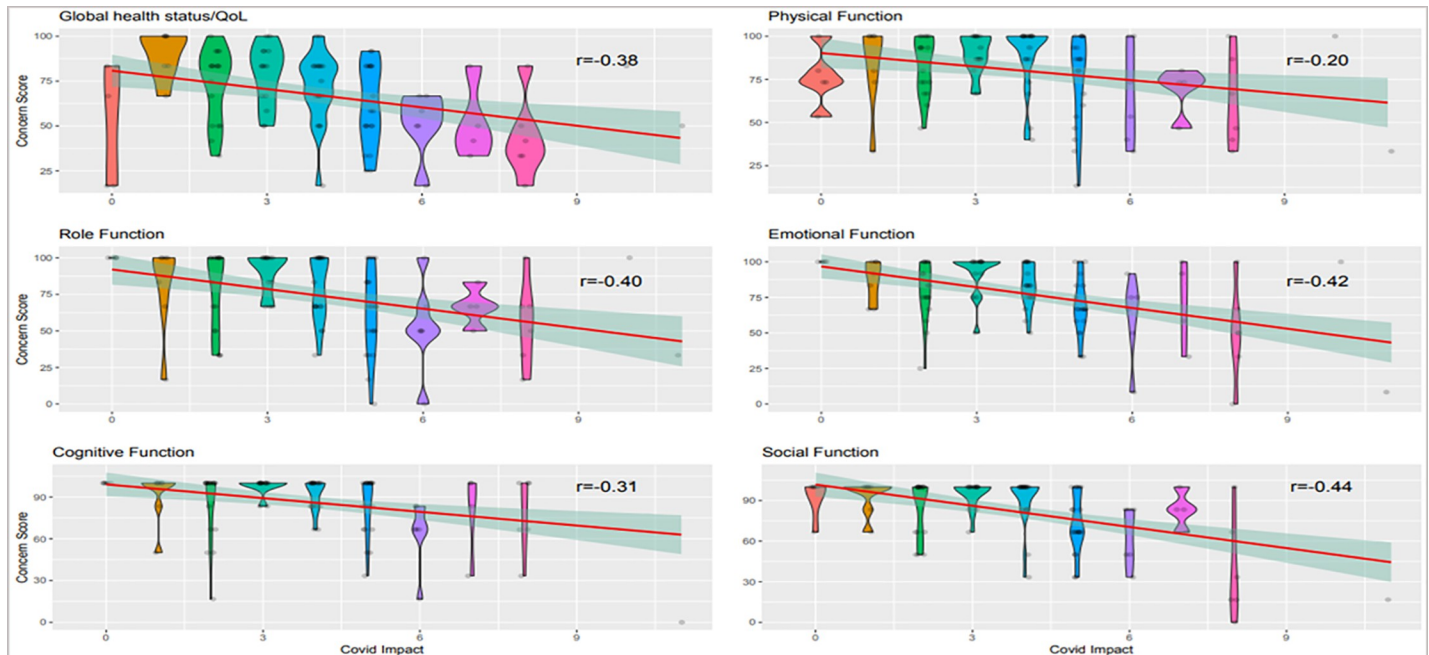 Global health status/QoL
Concern Score
100
75
50
25
r=-0.38
0 3 6 9
Physical Function
100
75
50
25
r=-0.20
0 3 6 9
Role Function
Concern Score
100
75
50
25
0
r=-0.40
0 3 6 9
Emotional Function
100
75
50
25
0
r=-0.42
0 3 6 9
Cognitive Function
Concern Score
90
60
30
0
r=-0.31
0 3 6 9
Covid Impact
Social Function
90
60
30
0
r=-0.44
0 3 6 9
Covid Impact